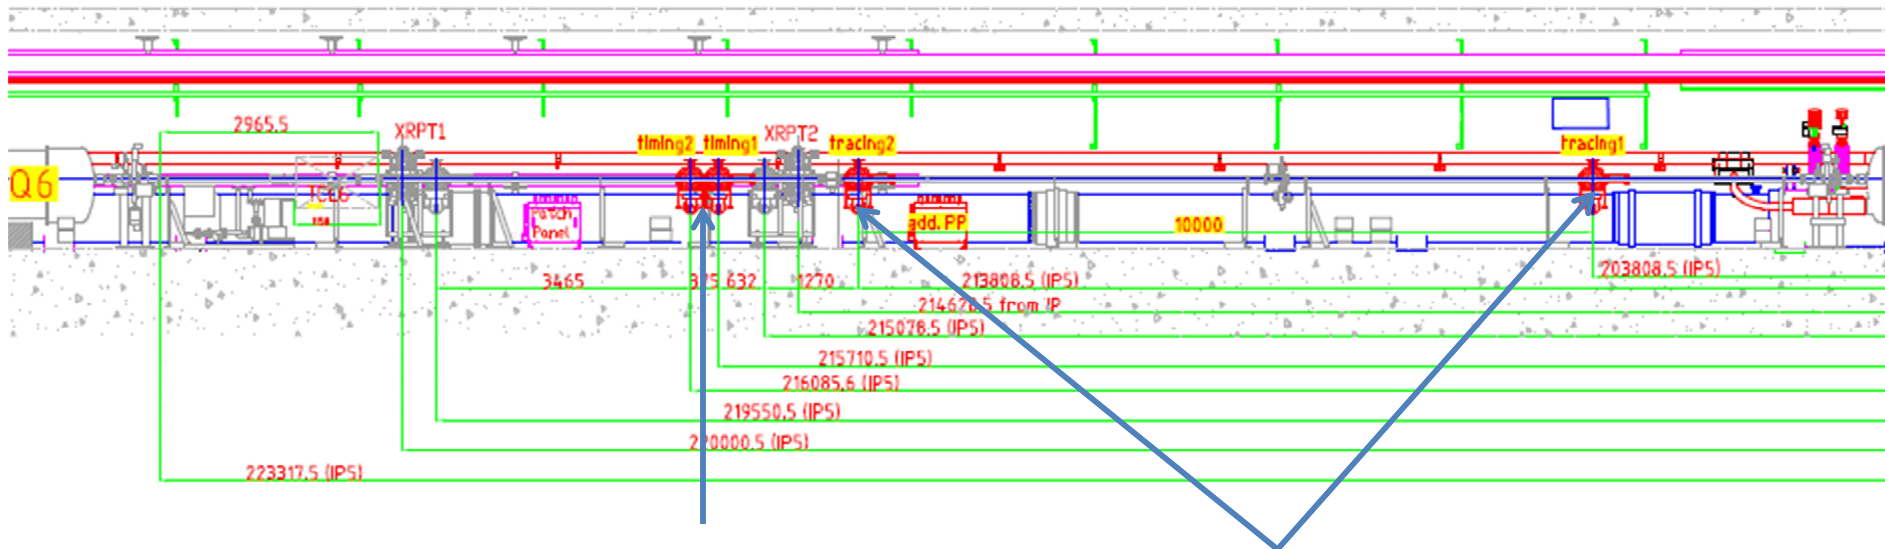 2965.5
XRPT1
timing2 timing1
XRPT2
tracing2
tracing1
Q6
TCL6
Patch
Panel
add. PP
10000
3465
375 632
1270
213808.5 (IP5)
203808.5 (IP5)
214628.5 from IP
215078.5 (IP5)
215710.5 (IP5)
216085.6 (IP5)
219550.5 (IP5)
220000.5 (IP5)
223317.5 (IP5)